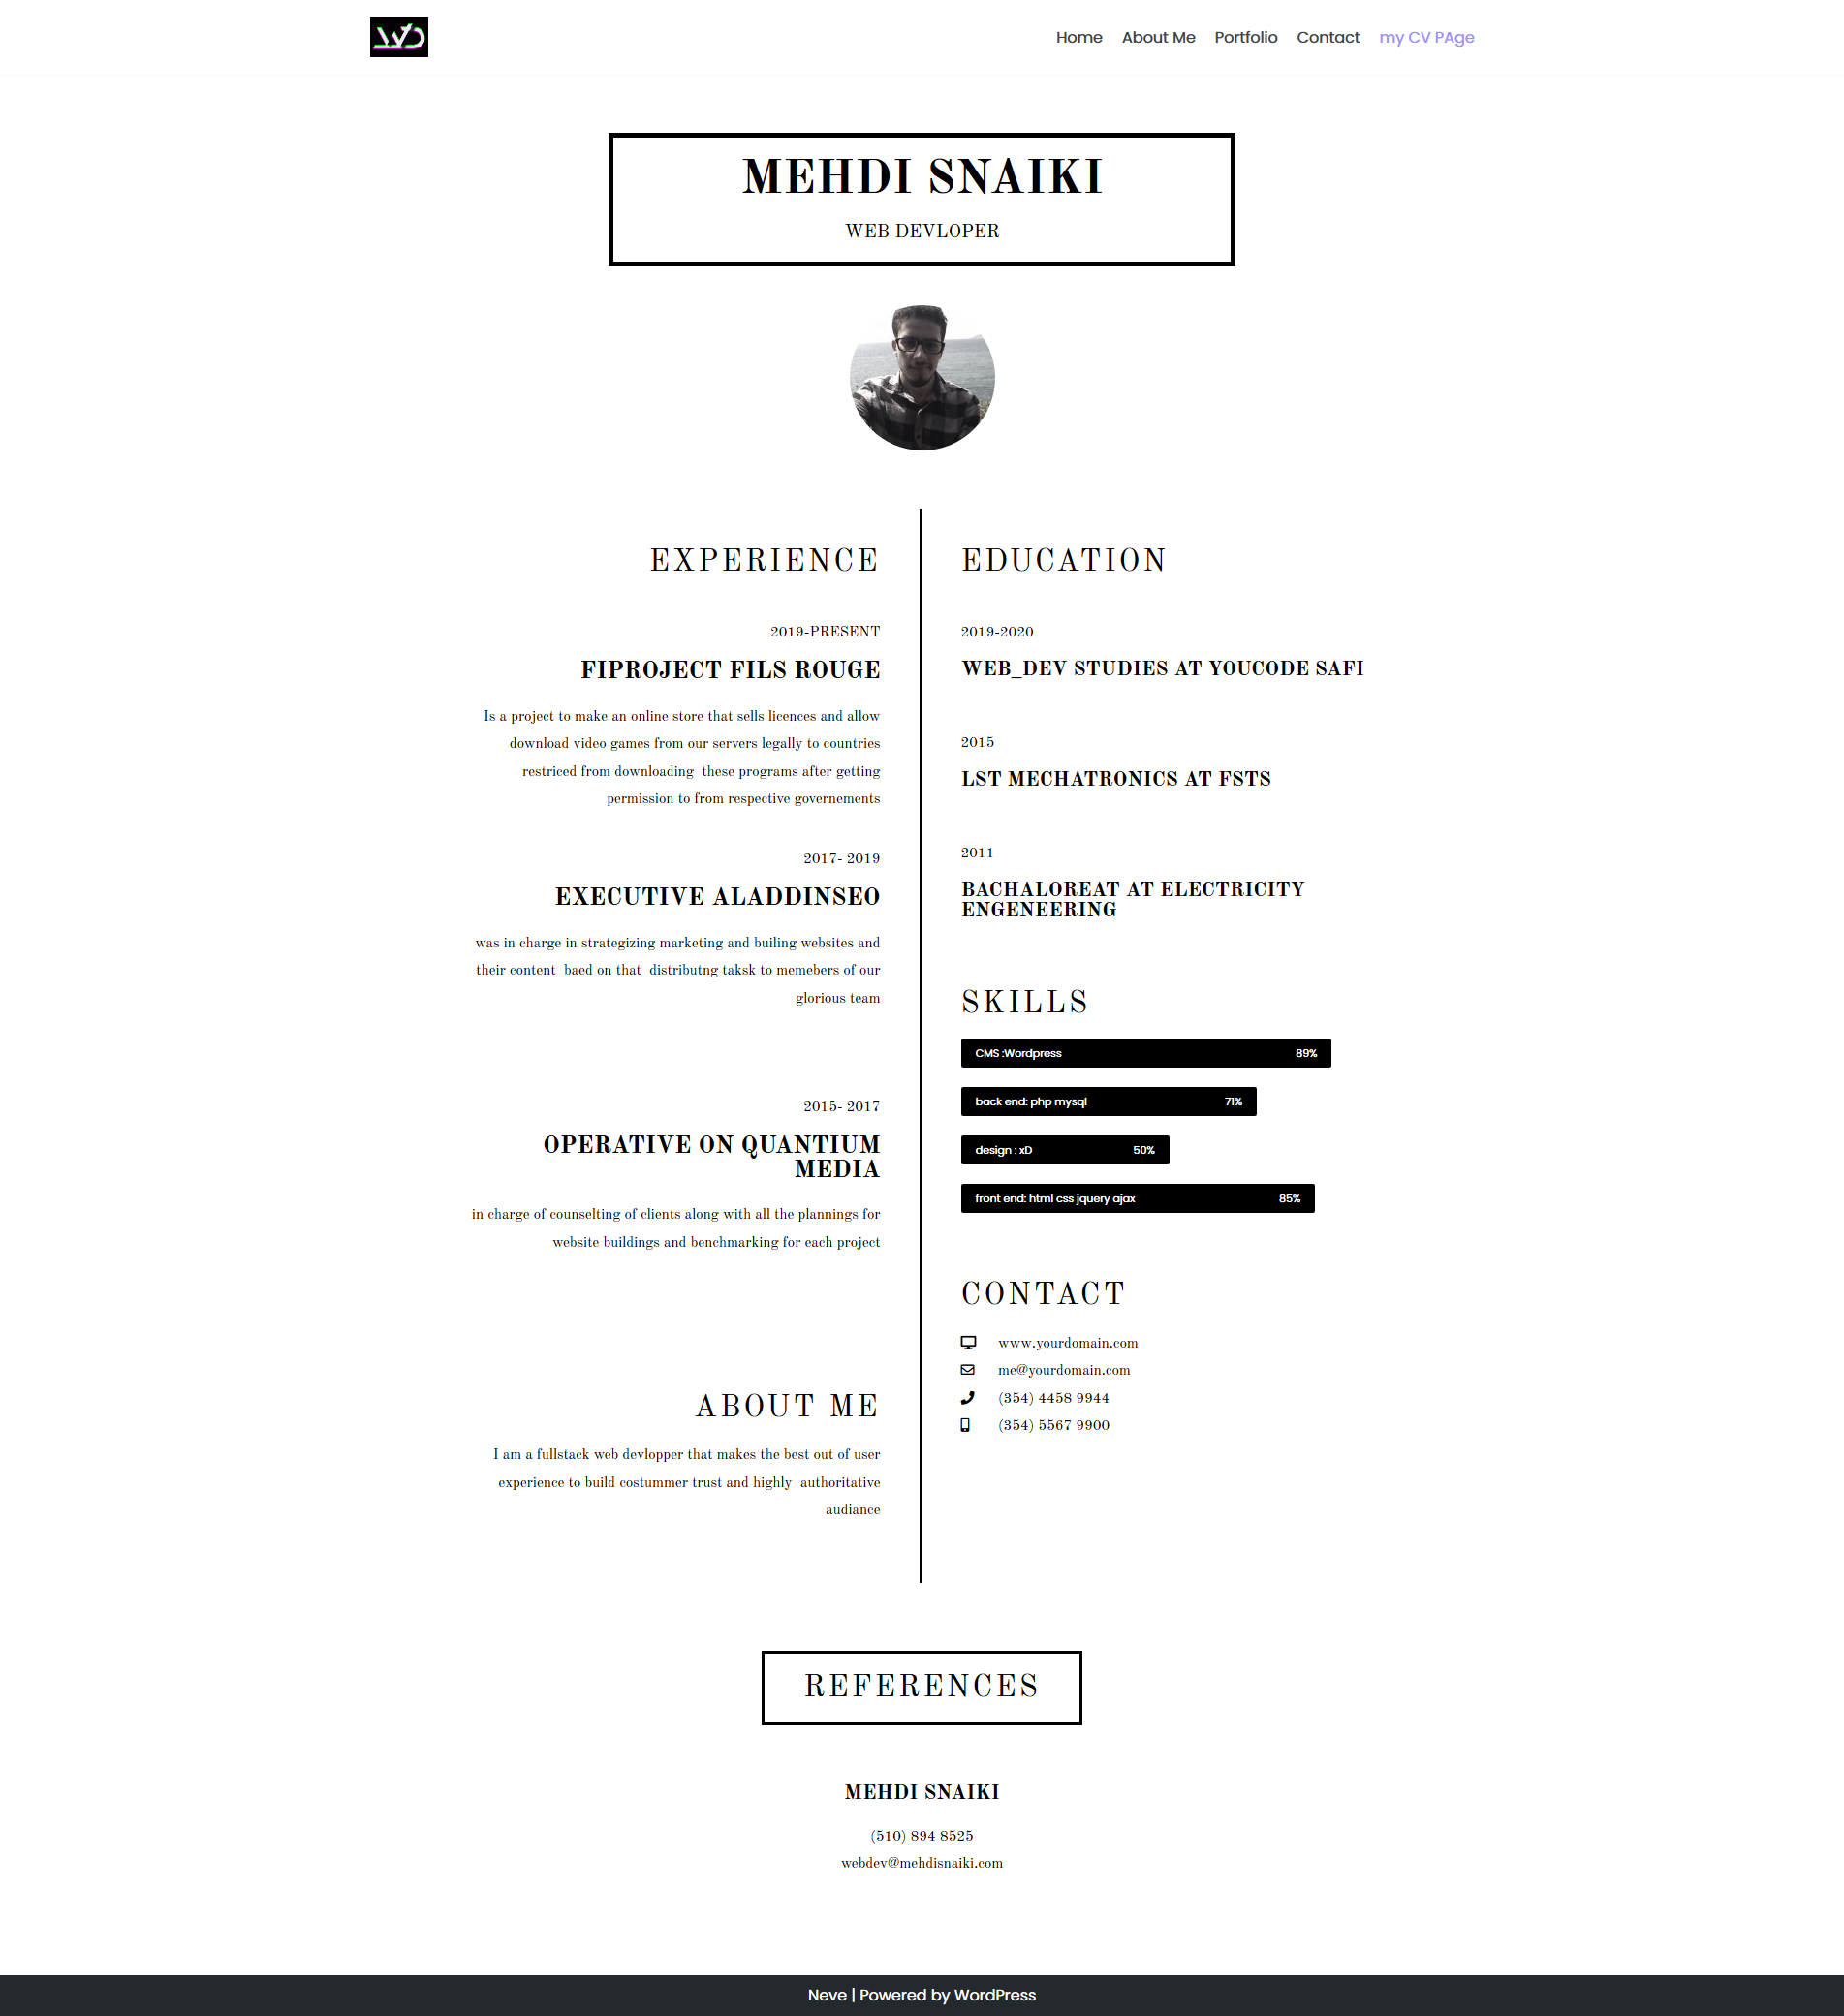 WD
Home About Me Portfolio Contact my CV PAge
MEHDI SNAIKI
WEB DEVLOPER
EXPERIENCE
2019-PRESENT
FIPROJECT FILS ROUGE
Is a project to make an online store that sells licences and allow
download video games from our servers legally to countries
restriced from downloading these programs after getting
permission to from respective governements
2017- 2019
EXECUTIVE ALADDINSEO
was in charge in strategizing marketing and builing websites and
their content baed on that distributng taksk to memebers of our
glorious team
2015- 2017
OPERATIVE ON QUANTIUM
MEDIA
in charge of counselting of clients along with all the plannings for
website buildings and benchmarking for each project
ABOUT ME
I am a fullstack web devlopper that makes the best out of user
experience to build costummer trust and highly authoritative
audiance
EDUCATION
2019-2020
WEB_DEV STUDIES AT YOUCODE SAFI
2015
LST MECHATRONICS AT FSTS
2011
BACHALOREAT AT ELECTRICITY
ENGENEERING
SKILLS
CMS :Wordpress 89%
back end: php mysql 71%
design : xD 50%
front end: html css jquery ajax 85%
CONTACT
www.yourdomain.com
me@yourdomain.com
(354) 4458 9944
(354) 5567 9900
REFERENCES
MEHDI SNAIKI
(510) 894 8525
webdev@mehdisnaiki.com
Neve | Powered by WordPress